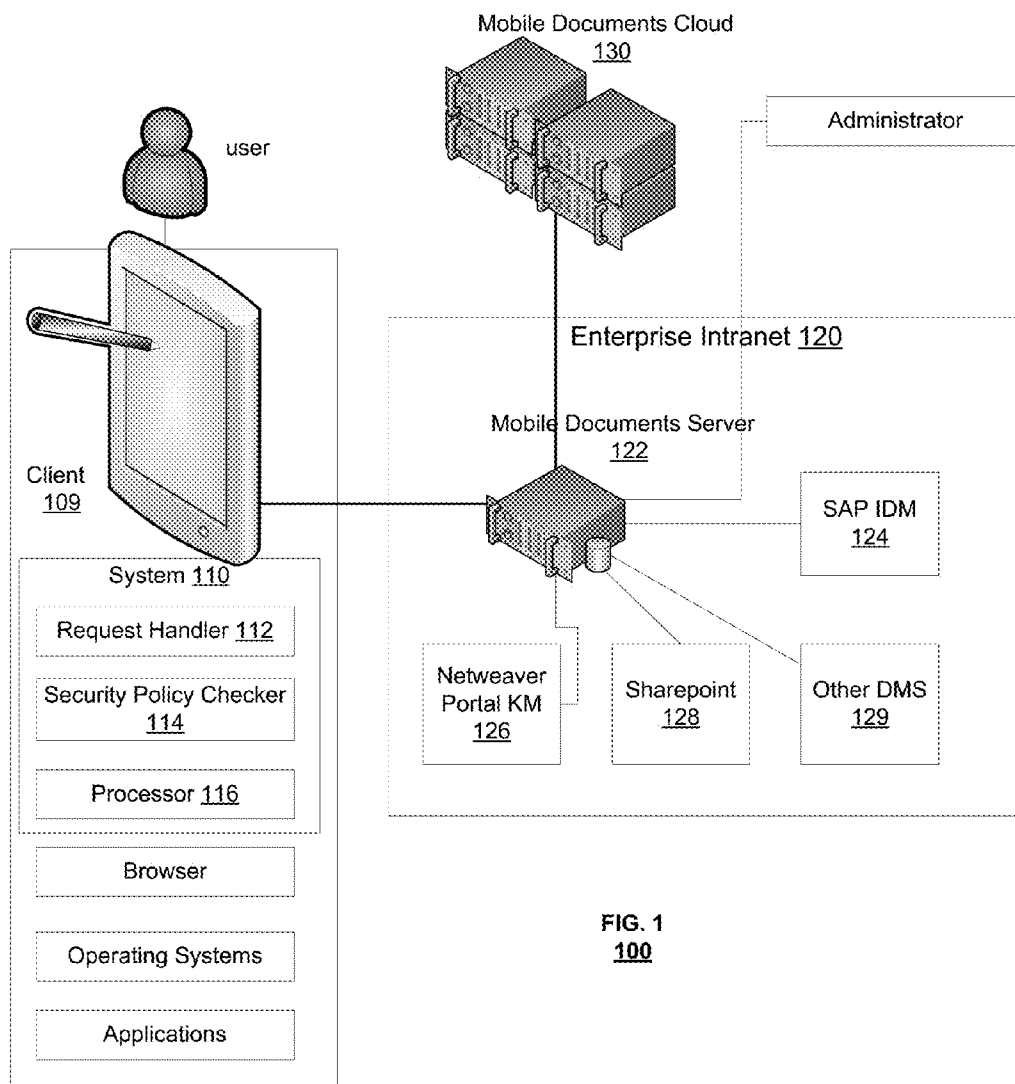 Mobile Documents Cloud
130
Administrator
user
Enterprise Intranet 120
Mobile Documents Server
122
Client
109
SAP IDM
124
System 110
Request Handler 112
Security Policy Checker
114
Processor 116
Netweaver
Portal KM
126
Sharepoint
128
Other DMS
129
Browser
Operating Systems
Applications
FIG. 1
100